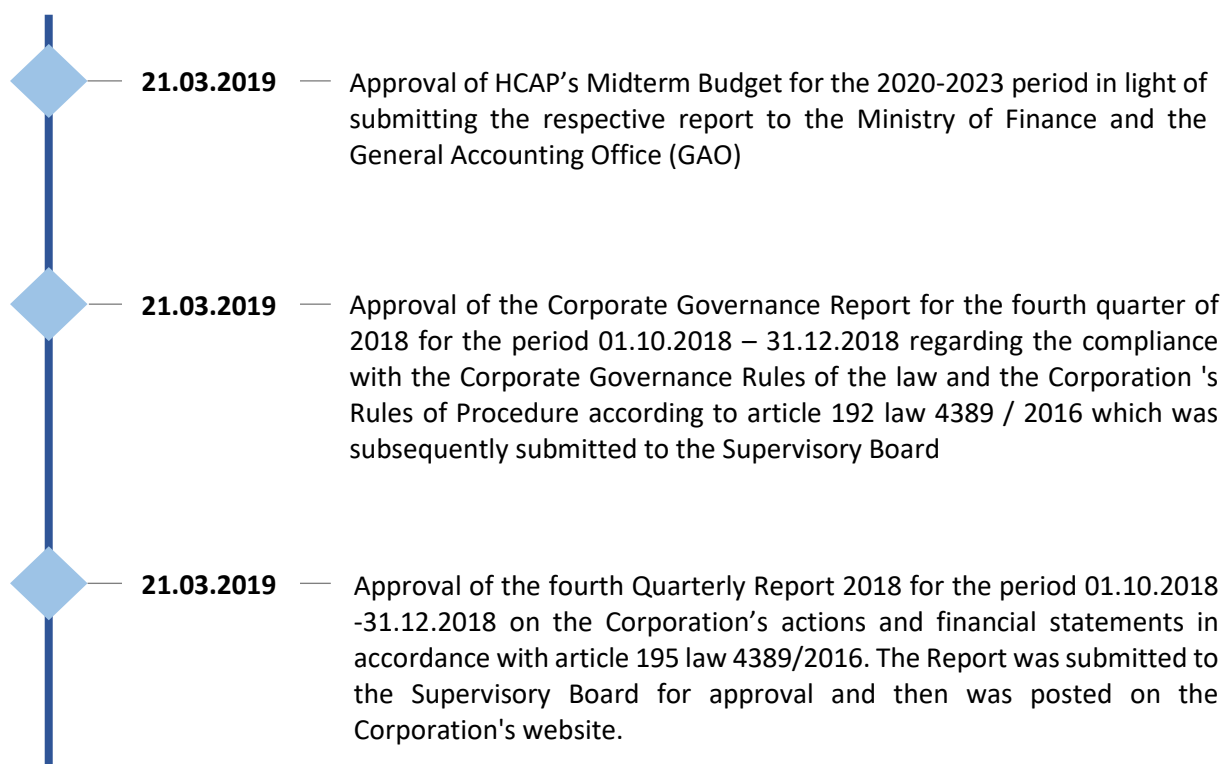 21.03.2019 Approval of HCAP’s Midterm Budget for the 2020-2023 period in light of
submitting the respective report to the Ministry of Finance and the
General Accounting Office (GAO)
21.03.2019 Approval of the Corporate Governance Report for the fourth quarter of
2018 for the period 01.10.2018 – 31.12.2018 regarding the compliance
with the Corporate Governance Rules of the law and the Corporation 's
Rules of Procedure according to article 192 law 4389 / 2016 which was
subsequently submitted to the Supervisory Board
21.03.2019 Approval of the fourth Quarterly Report 2018 for the period 01.10.2018
-31.12.2018 on the Corporation’s actions and financial statements in
accordance with article 195 law 4389/2016. The Report was submitted to
the Supervisory Board for approval and then was posted on the
Corporation's website.